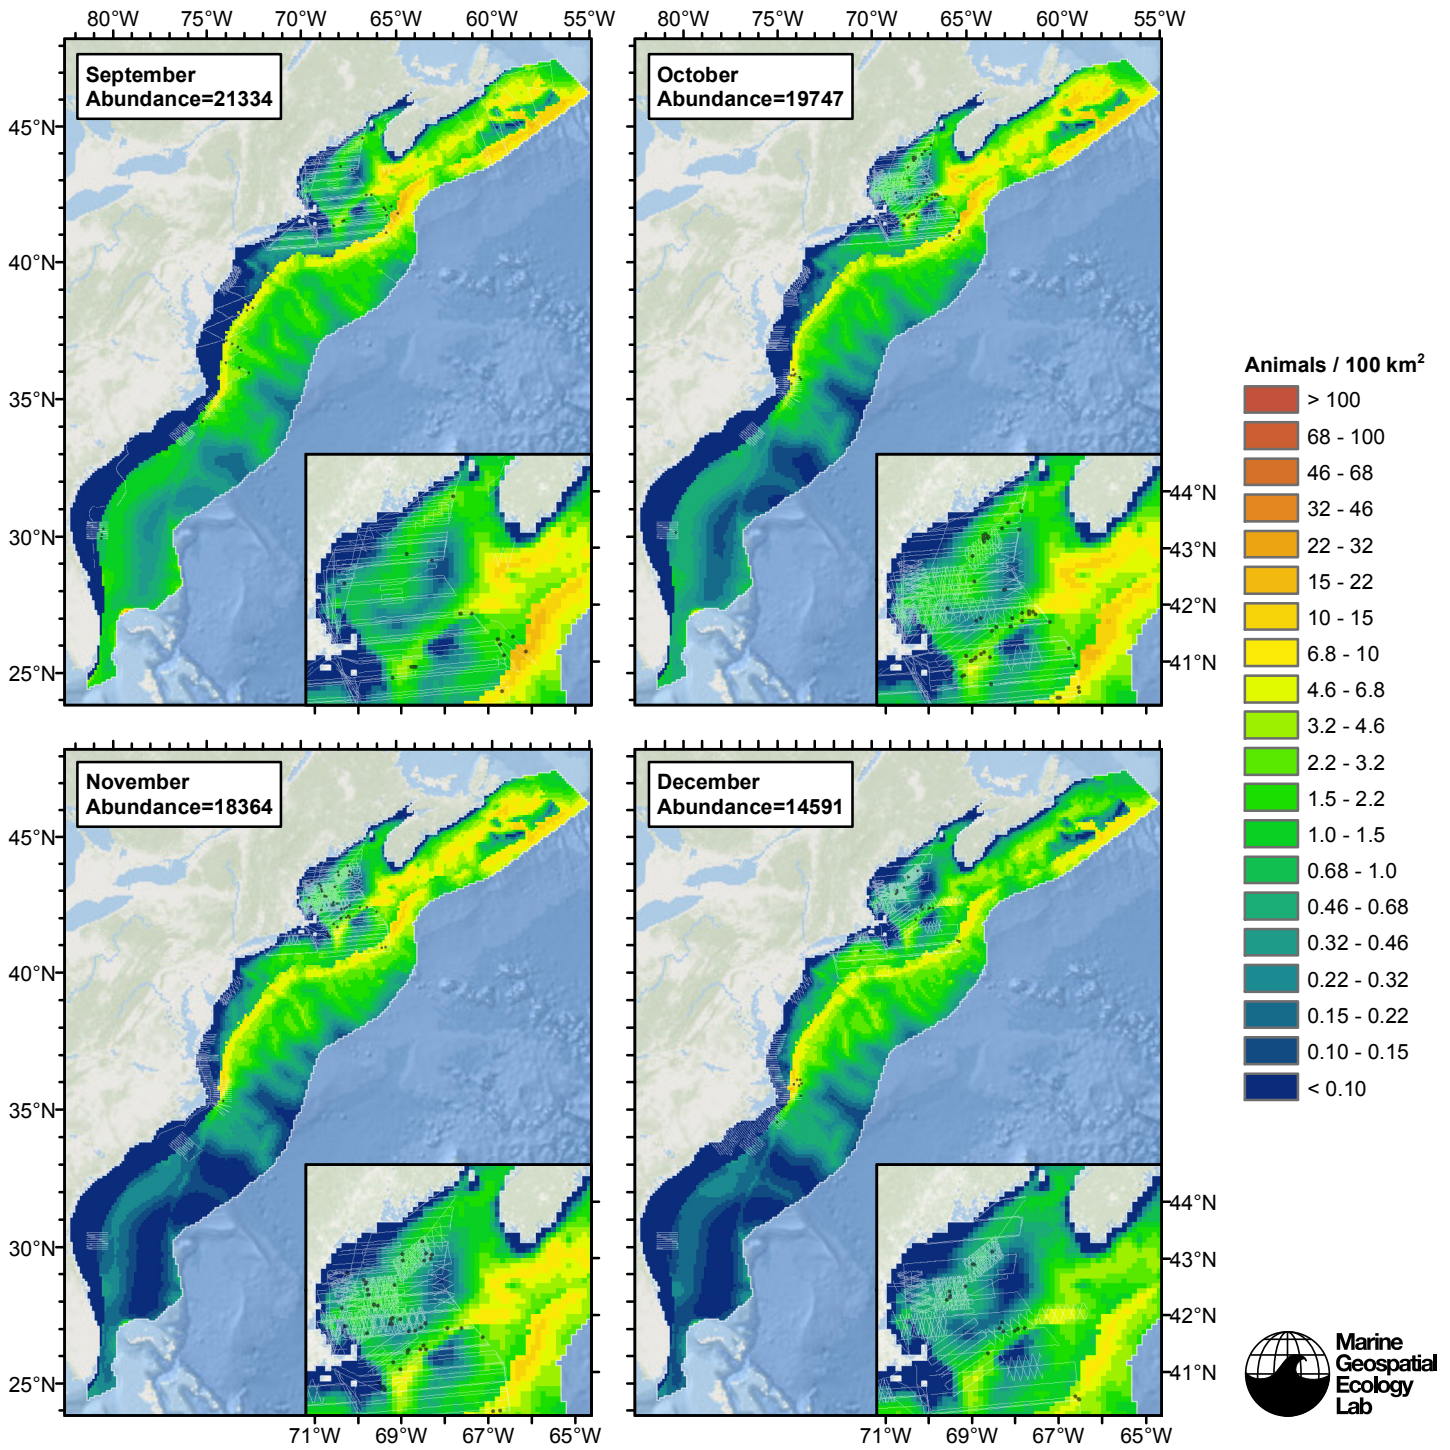 80°W 75°W 70°W 65°W 60°W 55°W 80°W 75°W 70°W 65°W 60°W 55°W
September
Abundance=21334
October
Abundance=19747
45°N
40°N
35°N
30°N
25°N
44°N
43°N
42°N
41°N
November
Abundance=18364
December
Abundance=14591
45°N
40°N
35°N
30°N
25°N
44°N
43°N
42°N
41°N
71°W 69°W 67°W 65°W 71°W 69°W 67°W 65°W
Animals / 100 km²
> 100
68 - 100
46 - 68
32 - 46
22 - 32
15 - 22
10 - 15
6.8 - 10
4.6 - 6.8
3.2 - 4.6
2.2 - 3.2
1.5 - 2.2
1.0 - 1.5
0.68 - 1.0
0.46 - 0.68
0.32 - 0.46
0.22 - 0.32
0.15 - 0.22
0.10 - 0.15
< 0.10
Marine
Geospatial
Ecology
Lab